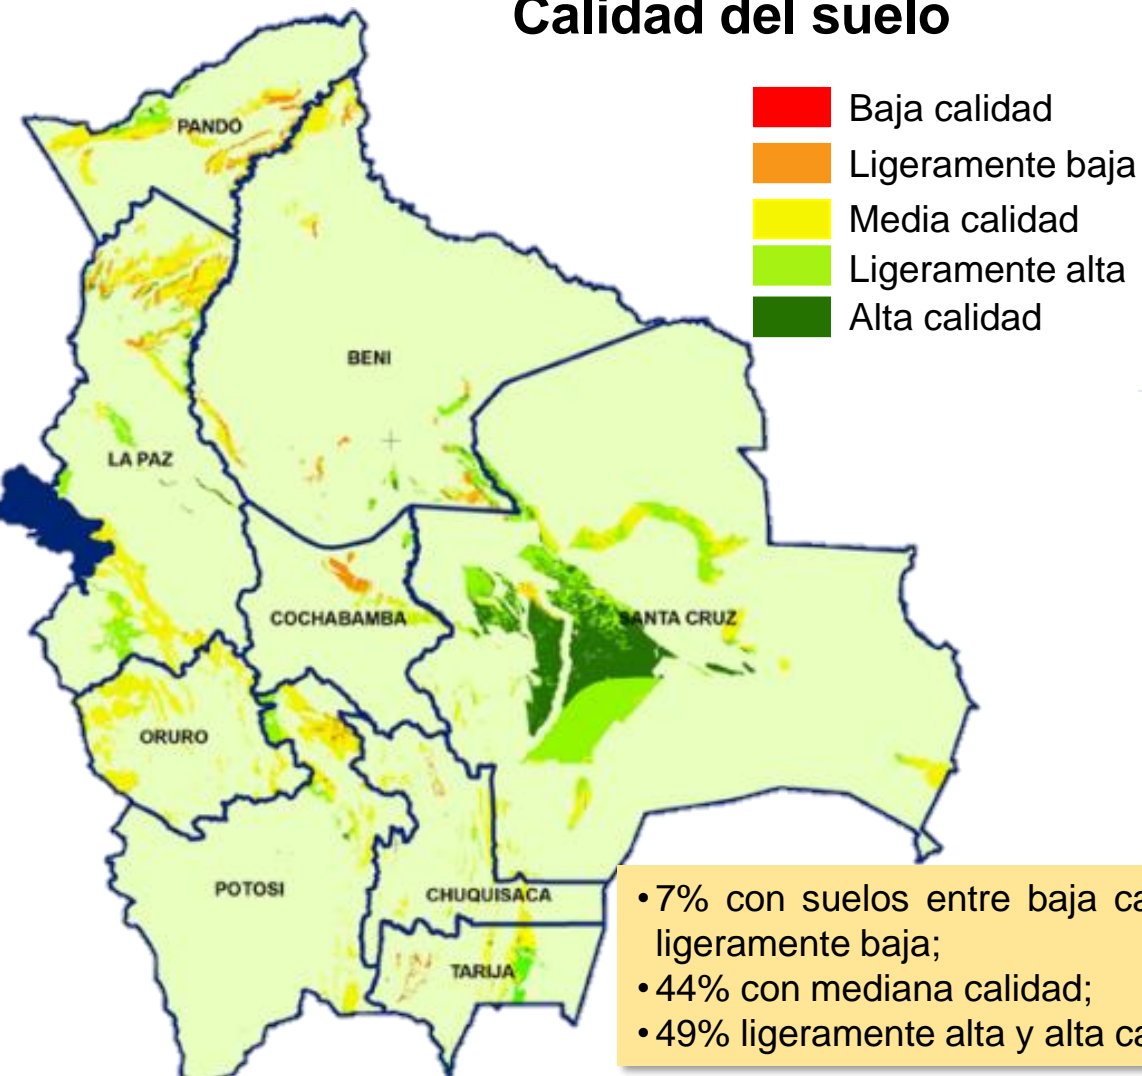 Calidad del suelo
Baja calidad
Ligeramente baja
Media calidad
Ligeramente alta
Alta calidad
PANDO
BENI
LA PAZ
COCHABAMBA
SANTA CRUZ
ORURO
POTOSI
CHUQUISACA
TARIJA
• 7% con suelos entre baja ca
ligeramente baja;
• 44% con mediana calidad;
• 49% ligeramente alta y alta ca